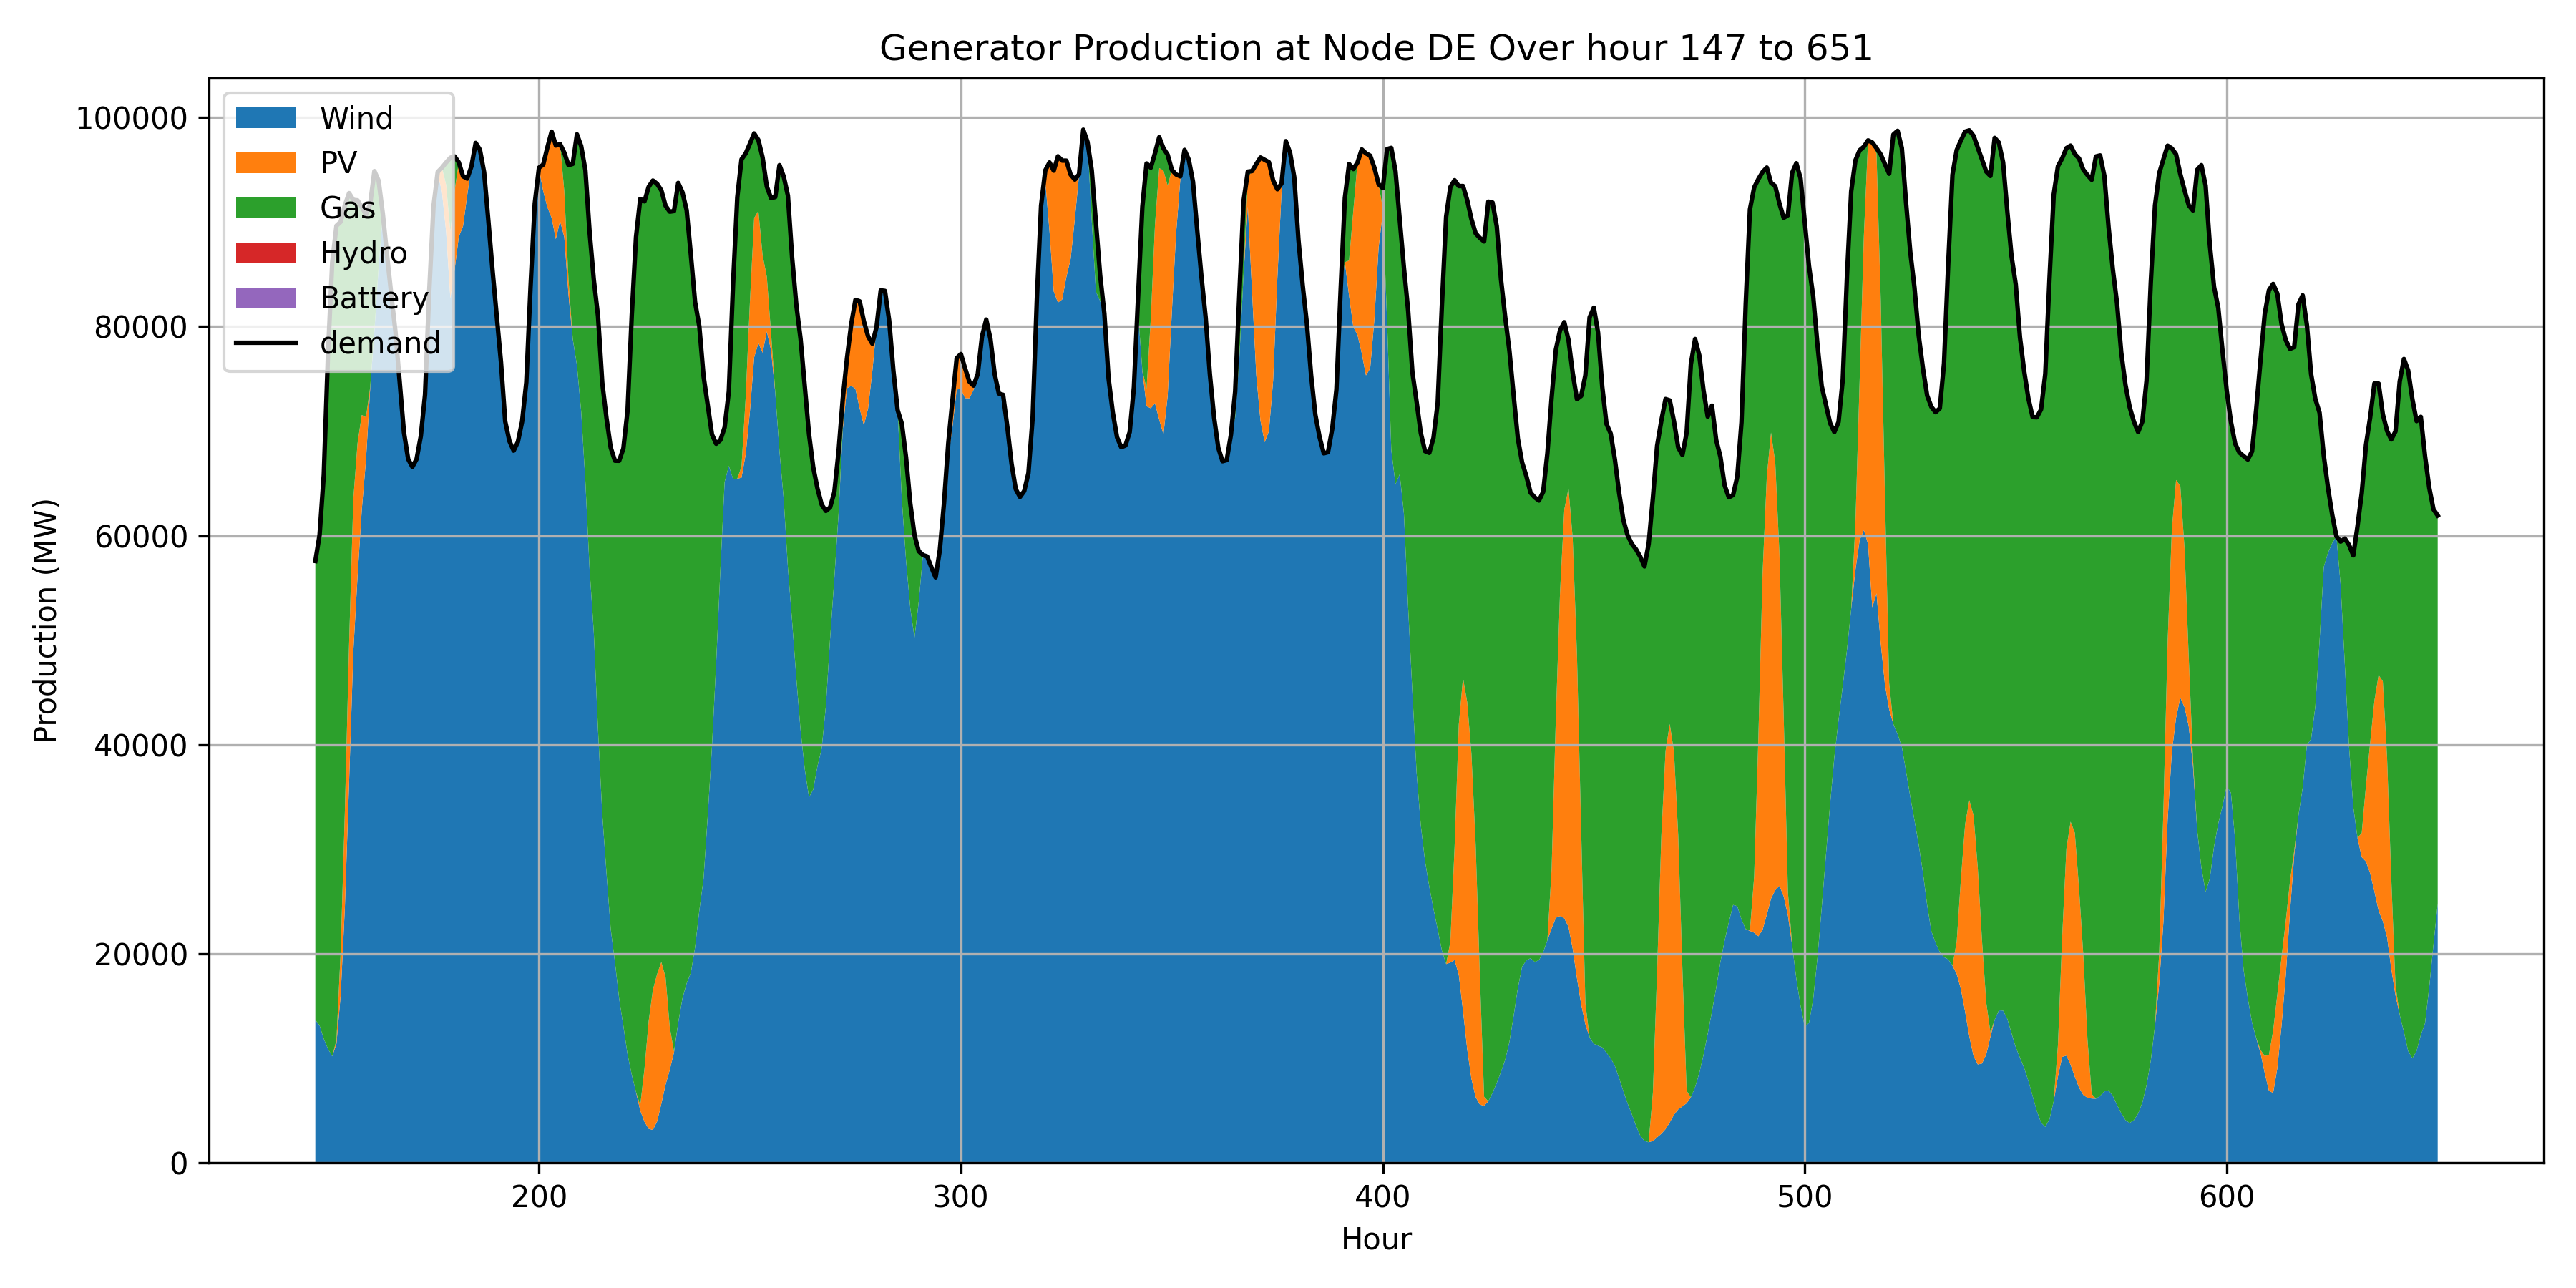 Generator Production at Node DE Over hour 147 to 651
Production (MW)
100000
80000
60000
40000
20000
0
Wind
PV
Gas
Hydro
Battery
demand
200
300
400
500
600
Hour